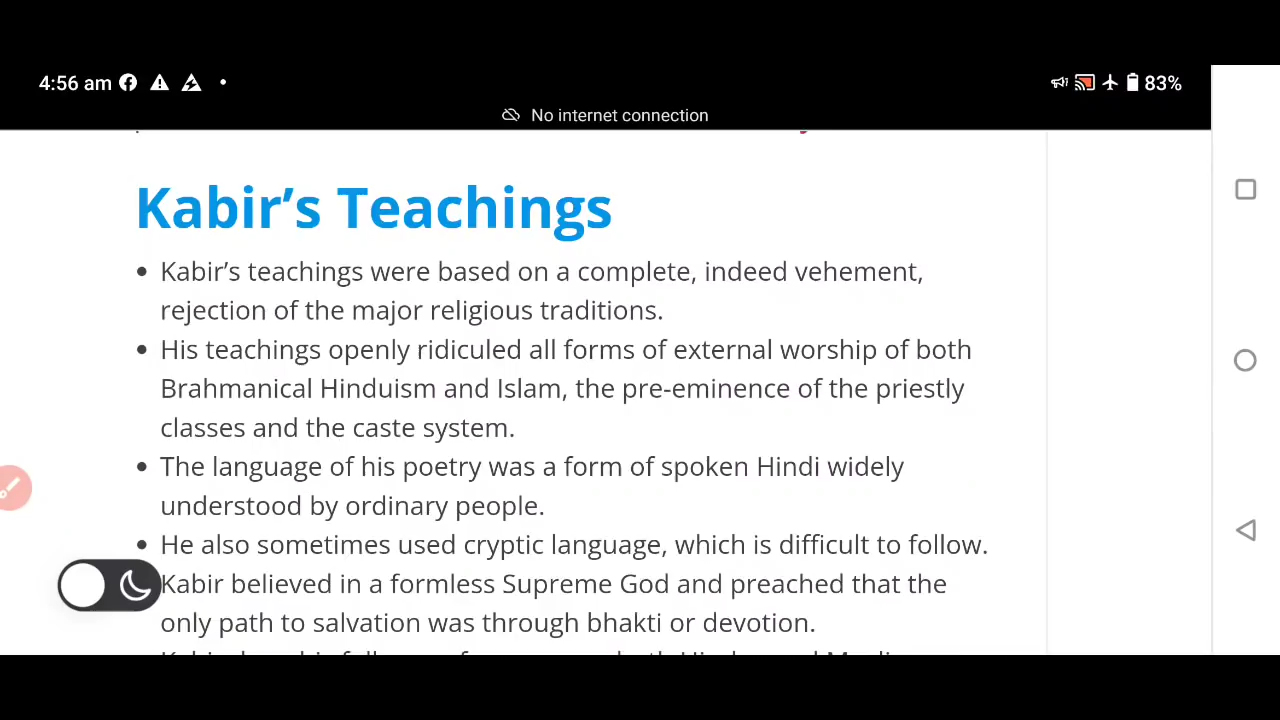 4:56 am
83%
No internet connection
Kabir’s Teachings
• Kabir’s teachings were based on a complete, indeed vehement,
rejection of the major religious traditions.
• His teachings openly ridiculed all forms of external worship of both
Brahmanical Hinduism and Islam, the pre-eminence of the priestly
classes and the caste system.
• The language of his poetry was a form of spoken Hindi widely
understood by ordinary people.
• He also sometimes used cryptic language, which is difficult to follow.
Kabir believed in a formless Supreme God and preached that the
only path to salvation was through bhakti or devotion.